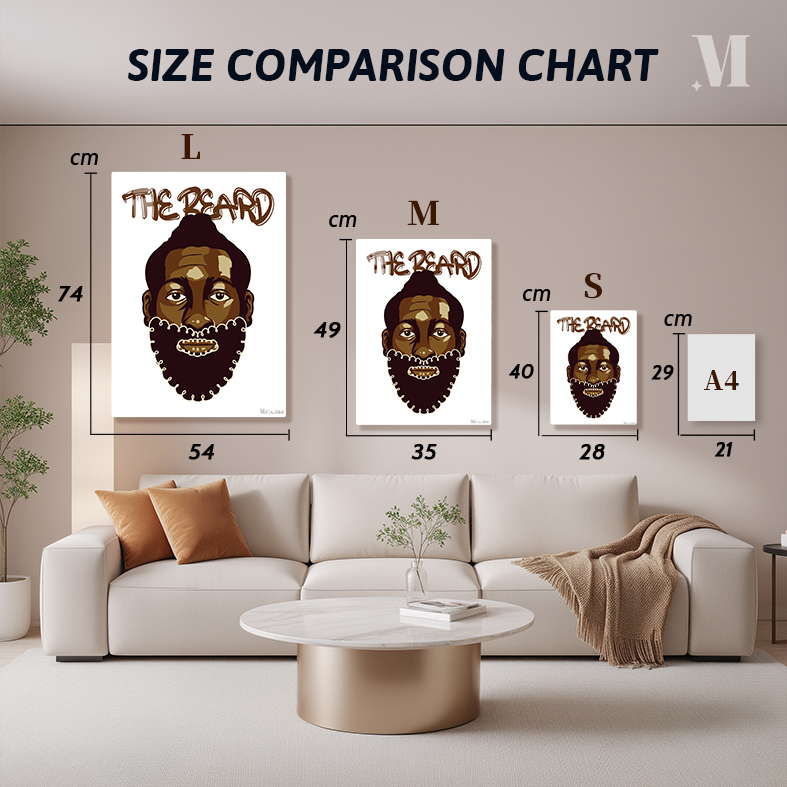 SIZE COMPARISON CHART
M
L
cm
THE BEARD
74
54
M
cm
THE BEARD
49
35
S
cm
THE BEARD
40
28
cm
A4
29
21